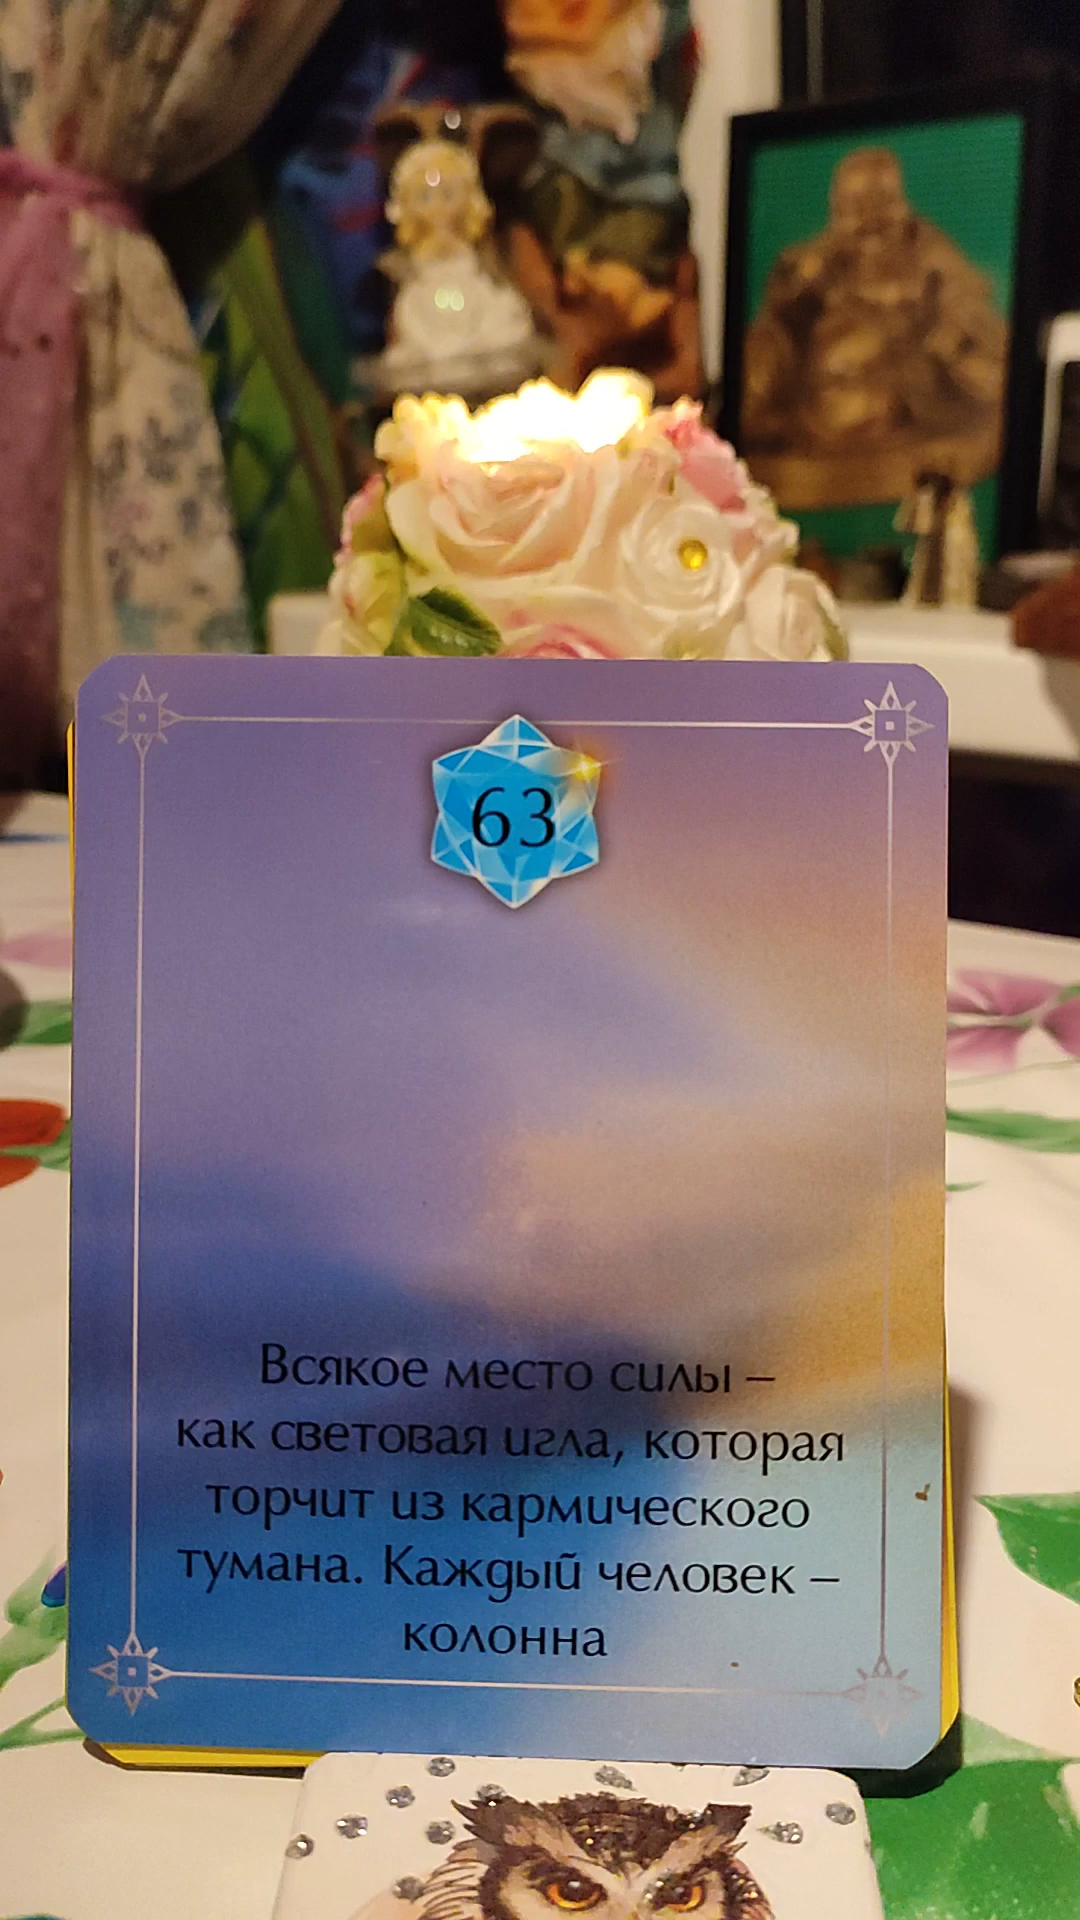 63
Всякое место силы –
как световая игла, которая
торчит из кармического
тумана. Каждый человек –
колонна